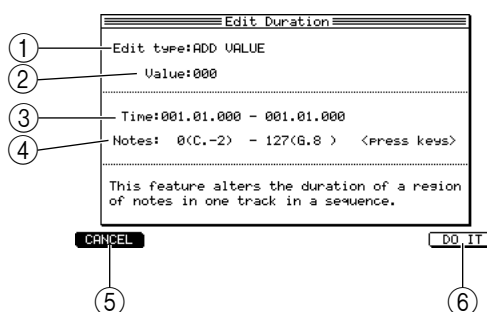 Edit Duration
1 Edit type:ADD VALUE
2 Value:000
3 Time:001.01.000 - 001.01.000
4 Notes: 0(C.-2) - 127(G.8 ) <press keys>
This feature alters the duration of a region
of notes in one track in a sequence.
CANCEL DO IT
5 6